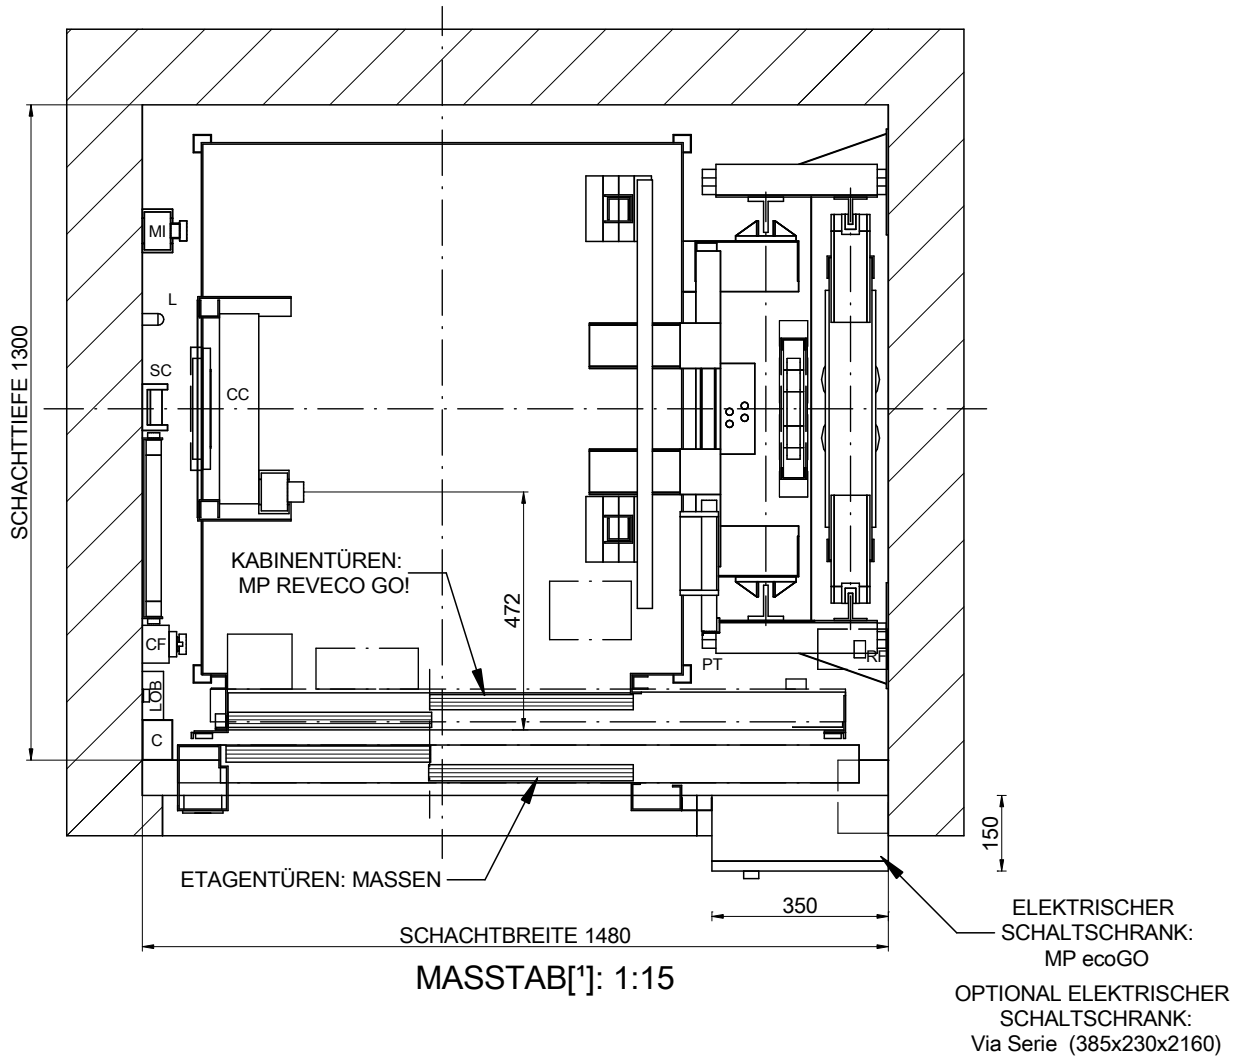 MI
L
SCHACHTTIEFE 1300
SC
CC
KABINENTÜREN:
MP REVECO GO!
472
CF
PT
RF
LOB
C
150
ETAGENTÜREN: MASSEN
350
SCHACHTBREITE 1480
ELEKTRISCHER
SCHALTSCHRANK:
MP ecoGO
MASSTAB[¹]: 1:15
OPTIONAL ELEKTRISCHER
SCHALTSCHRANK:
Via Serie (385x230x2160)